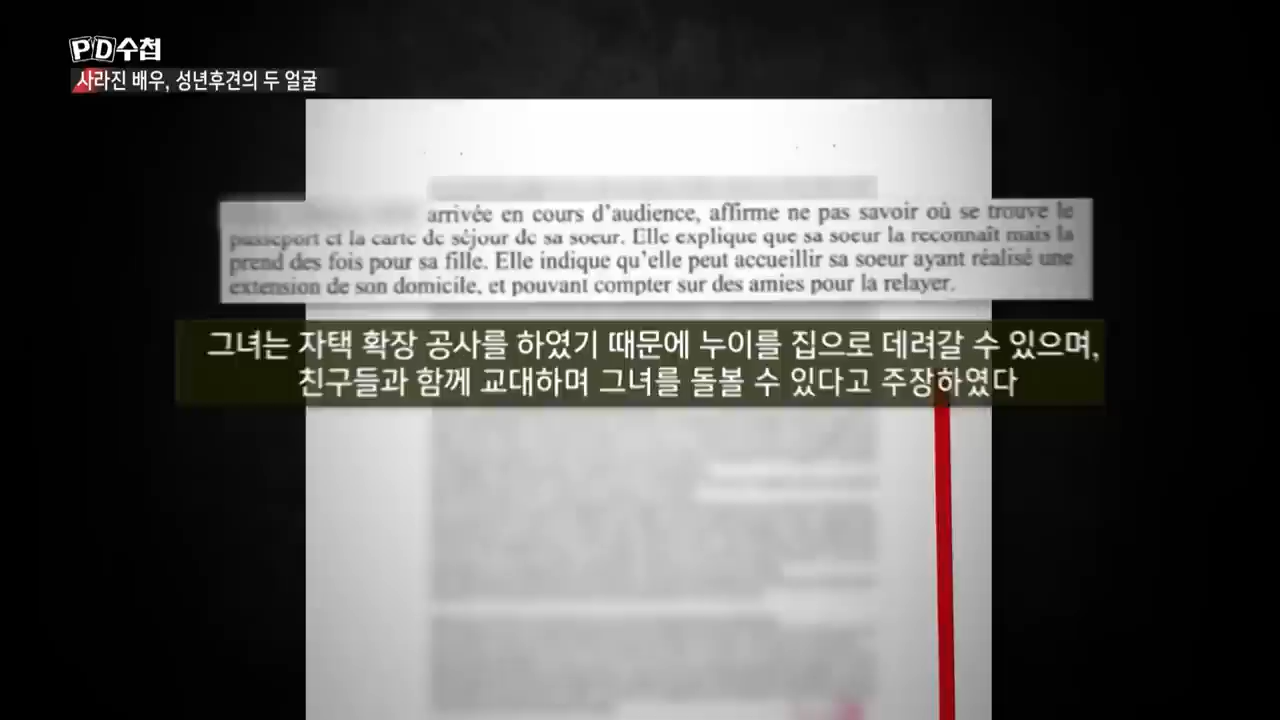 PD수첩
사라진 배우, 성년후견의 두 얼굴
arrivée en cours d’audience, affirme ne pas savoir où se trouve le
passeport et la carte de séjour de sa soeur. Elle explique que sa soeur la reconnaît mais la
prend des fois pour sa fille. Elle indique qu’elle peut accueillir sa soeur ayant réalisé une
extension de son domicile, et pouvant compter sur des amies pour la relayer.
그녀는 자택 확장 공사를 하였기 때문에 누이를 집으로 데려갈 수 있으며,
친구들과 함께 교대하며 그녀를 돌볼 수 있다고 주장하였다